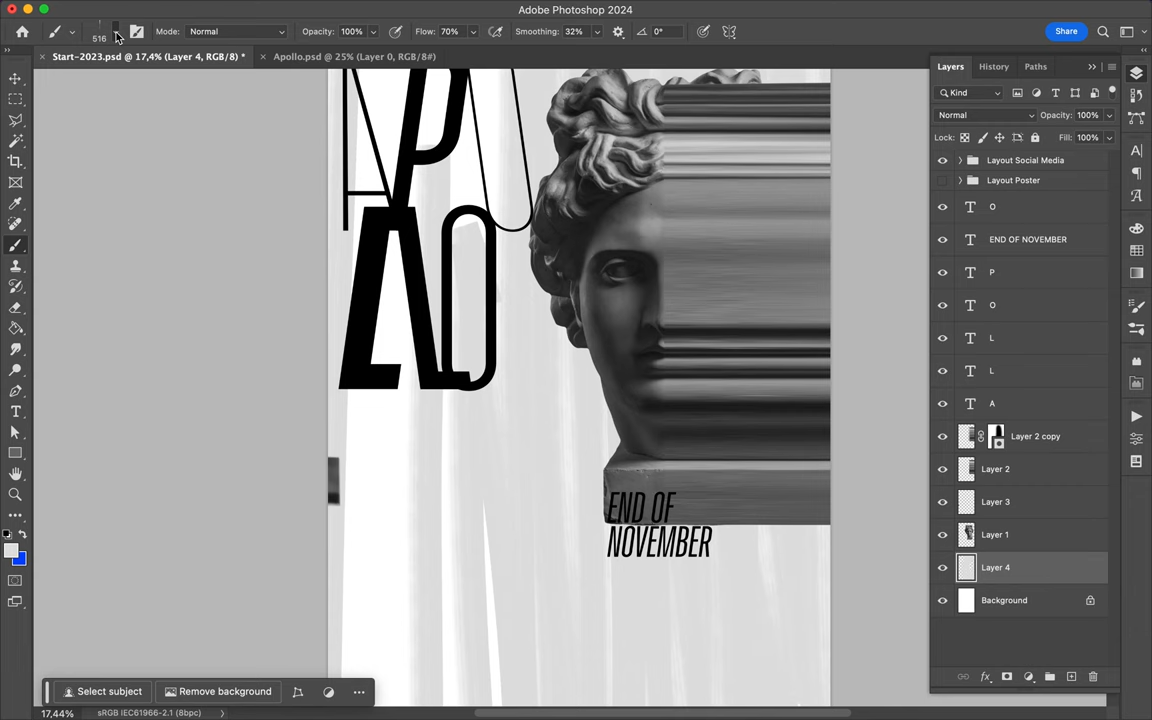 Adobe Photoshop 2024
516
Mode: Normal
Opacity: 100%
Flow: 70%
Smoothing: 32%
0°
Share
Start-2023.psd @ 17,4% (Layer 4, RGB/8) *
Apollo.psd @ 25% (Layer 0, RGB/8#)
Layers
History
Paths
Kind
Normal
Opacity: 100%
Lock:
Fill: 100%
Layout Social Media
Layout Poster
O
END OF NOVEMBER
P
O
L
L
A
Layer 2 copy
Layer 2
Layer 3
Layer 1
Layer 4
Background
P
A
L
O
END OF
NOVEMBER
Select subject
Remove background
17,44%
sRGB IEC61966-2.1 (8bpc)